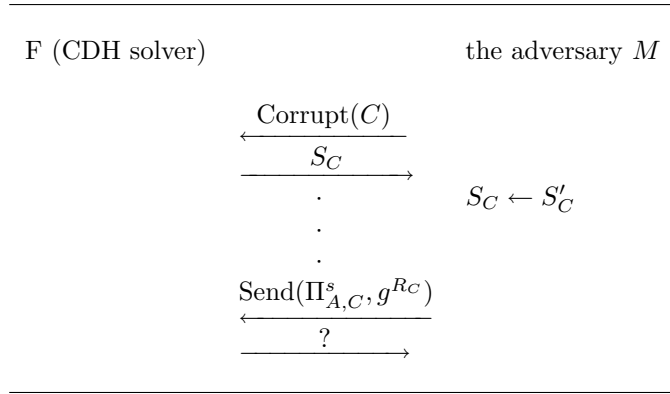 F (CDH solver) the adversary M
Corrupt(C)
S_C
. S_C ← S'_C
.
.
Send(Π^s_{A,C}, g^{R_C})
?